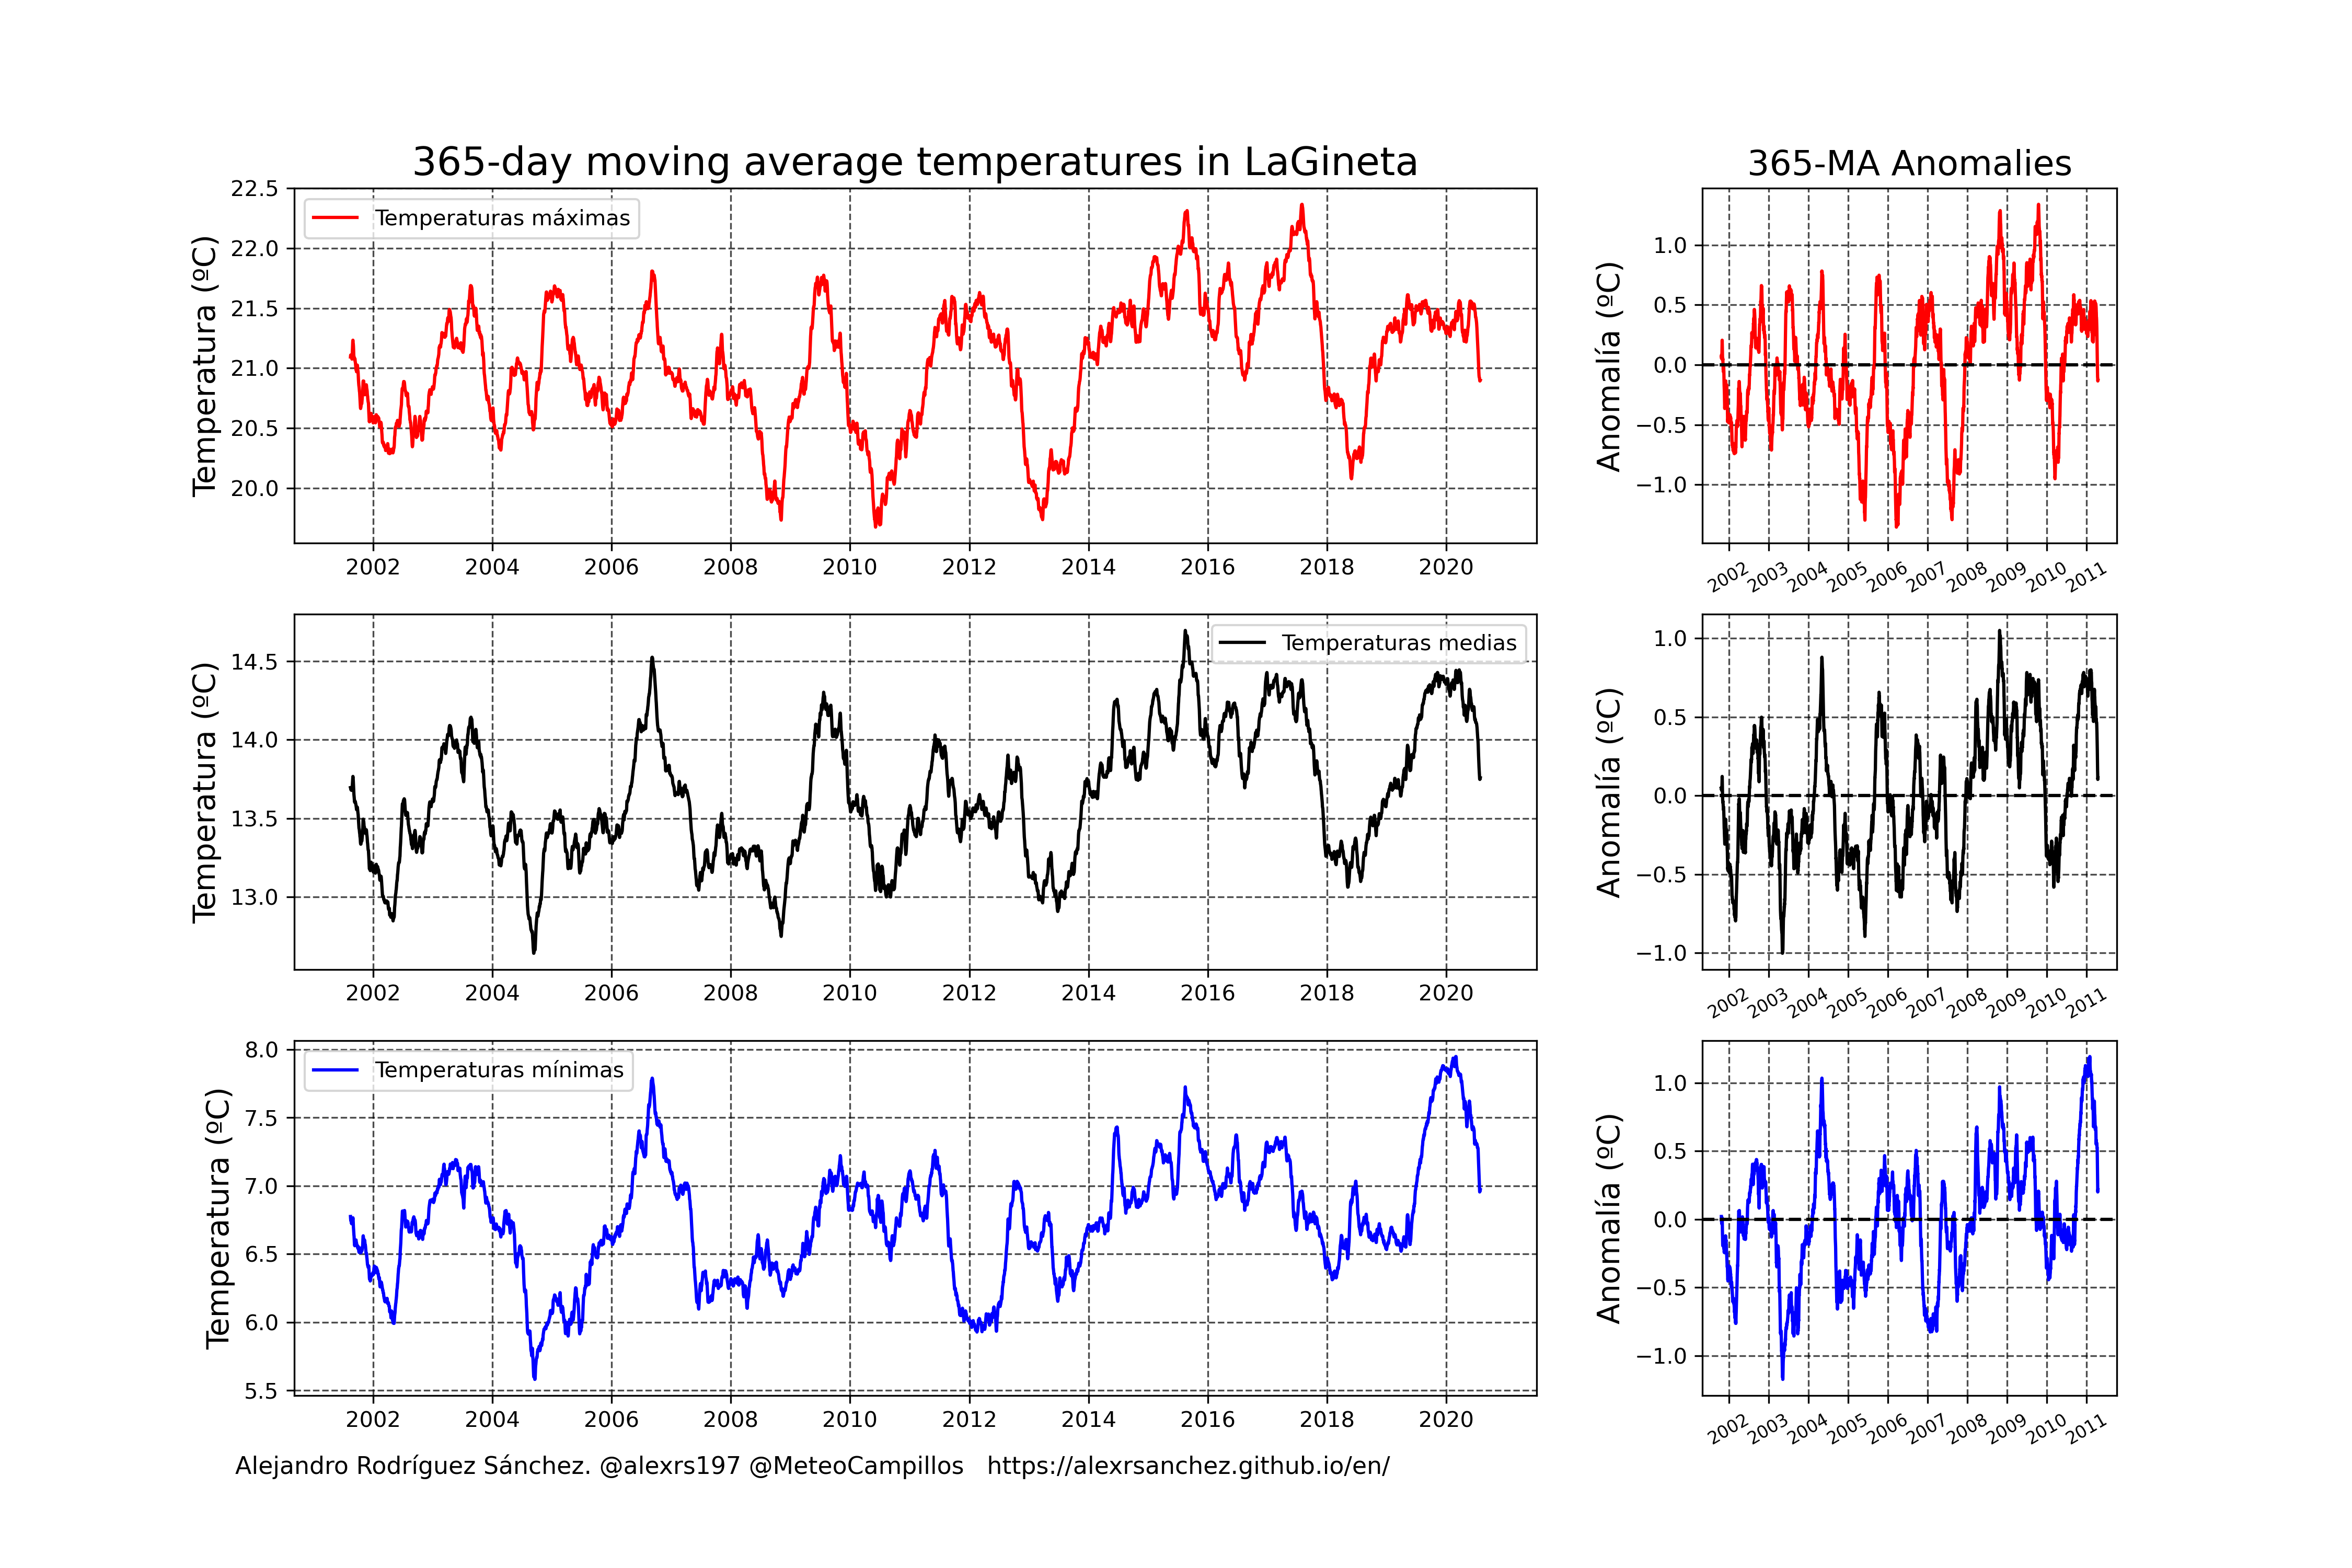 365-day moving average temperatures in LaGineta
Temperatura (ºC)
22.5
22.0
21.5
21.0
20.5
20.0
Temperaturas máximas
2002 2004 2006 2008 2010 2012 2014 2016 2018 2020
365-MA Anomalies
Anomalía (ºC)
1.0
0.5
0.0
−0.5
−1.0
2002 2003 2004 2005 2006 2007 2008 2009 2010 2011
Temperatura (ºC)
14.5
14.0
13.5
13.0
Temperaturas medias
2002 2004 2006 2008 2010 2012 2014 2016 2018 2020
Anomalía (ºC)
1.0
0.5
0.0
−0.5
−1.0
2002 2003 2004 2005 2006 2007 2008 2009 2010 2011
Temperatura (ºC)
8.0
7.5
7.0
6.5
6.0
5.5
Temperaturas mínimas
2002 2004 2006 2008 2010 2012 2014 2016 2018 2020
Anomalía (ºC)
1.0
0.5
0.0
−0.5
−1.0
2002 2003 2004 2005 2006 2007 2008 2009 2010 2011
Alejandro Rodríguez Sánchez. @alexrs197 @MeteoCampillos https://alexrsanchez.github.io/en/